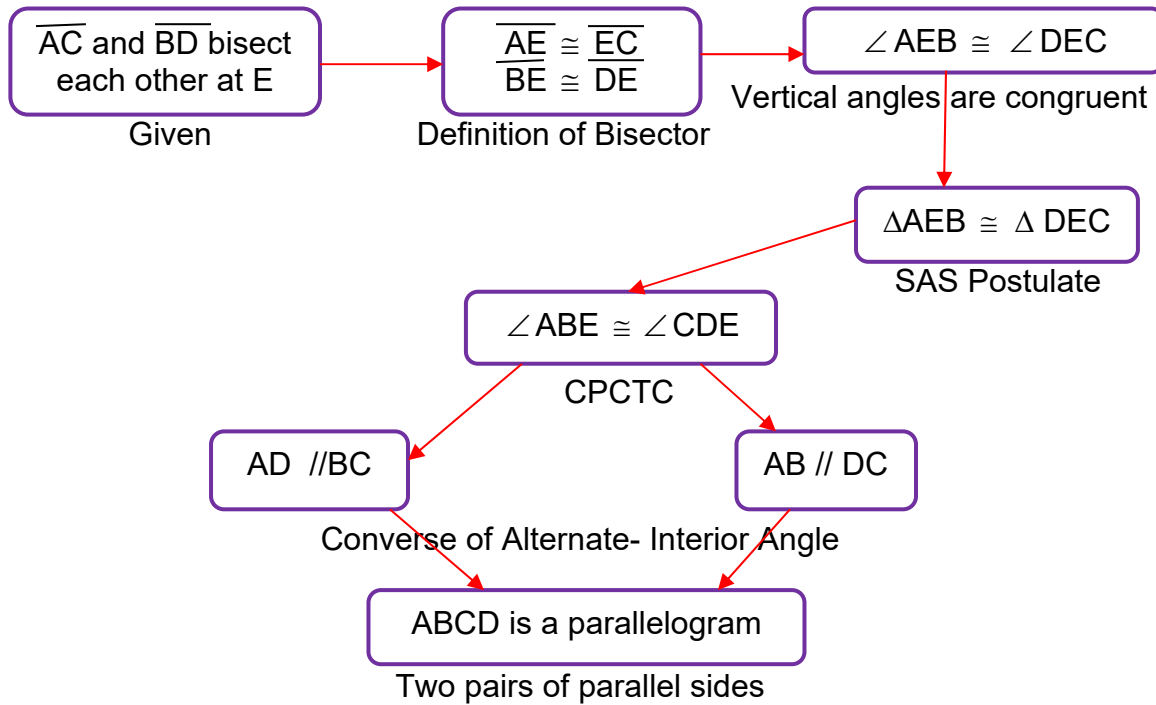 AC and BD bisect
each other at E
Given
AE ≅ EC
BE ≅ DE
Definition of Bisector
∠ AEB ≅ ∠ DEC
Vertical angles are congruent
ΔAEB ≅ Δ DEC
SAS Postulate
∠ ABE ≅ ∠ CDE
CPCTC
AD //BC
AB // DC
Converse of Alternate- Interior Angle
ABCD is a parallelogram
Two pairs of parallel sides